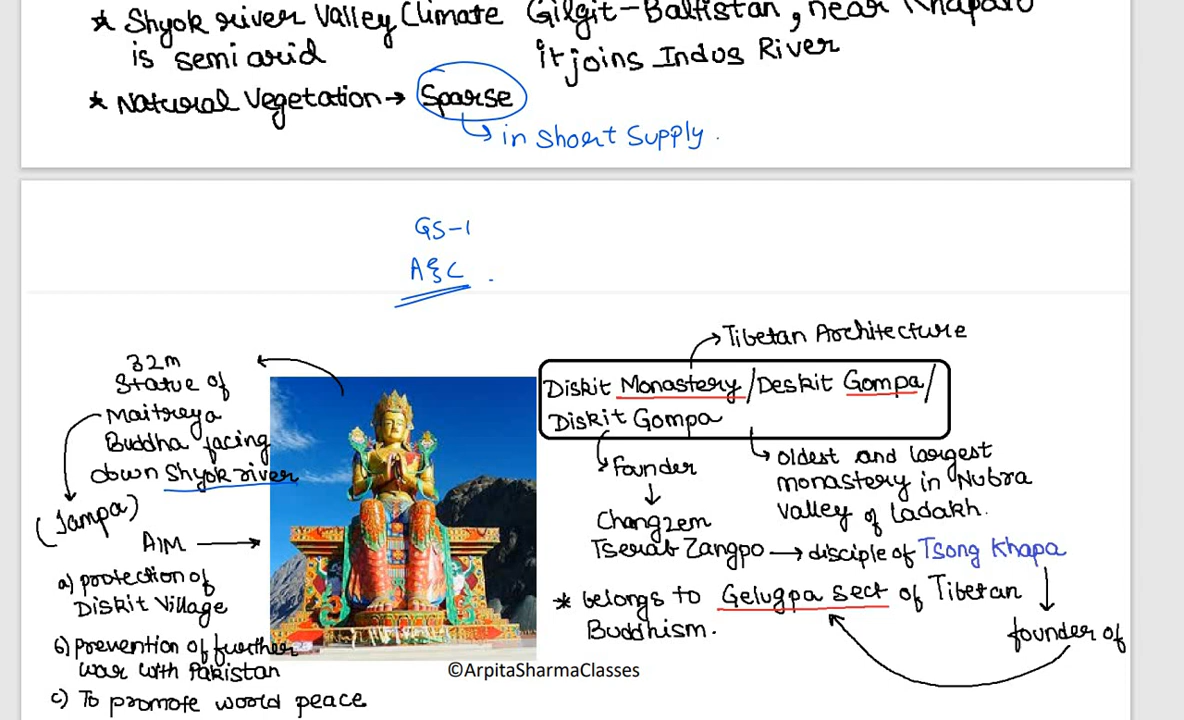 * Shyok river Valley Climate
is semi arid
Gilgit-Baltistan, near Khapalu
it joins Indus River
* Natural Vegetation → Sparse
in short supply.
GS-1
A&C
Tibetan Architecture
Diskit Monastery/Deskit Gompa/
Diskit Gompa
32m
Statue of
Maitreya
Buddha facing
down Shyok river
(Jampa)
AIM →
a) protection of
Diskit Village
b) Prevention of further
war with Pakistan
c) To promote world peace
Founder
↓
Changzem
Tserab Zangpo → disciple of Tsong Khapa
oldest and largest
monastery in Nubra
valley of Ladakh.
* belongs to Gelugpa sect of Tibetan
Buddhism.
founder of
©ArpitaSharmaClasses